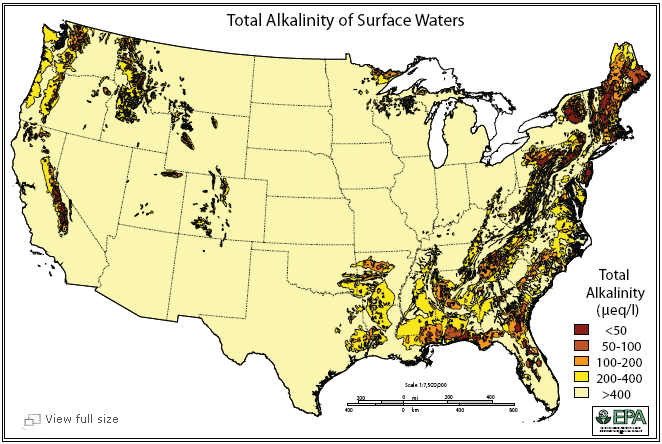 Total Alkalinity of Surface Waters
Total
Alkalinity
(µeq/l)
<50
50-100
100-200
200-400
>400
Scale 1:7,500,000
200 0 mi 200 400
400 0 km 400 800
View full size
EPA